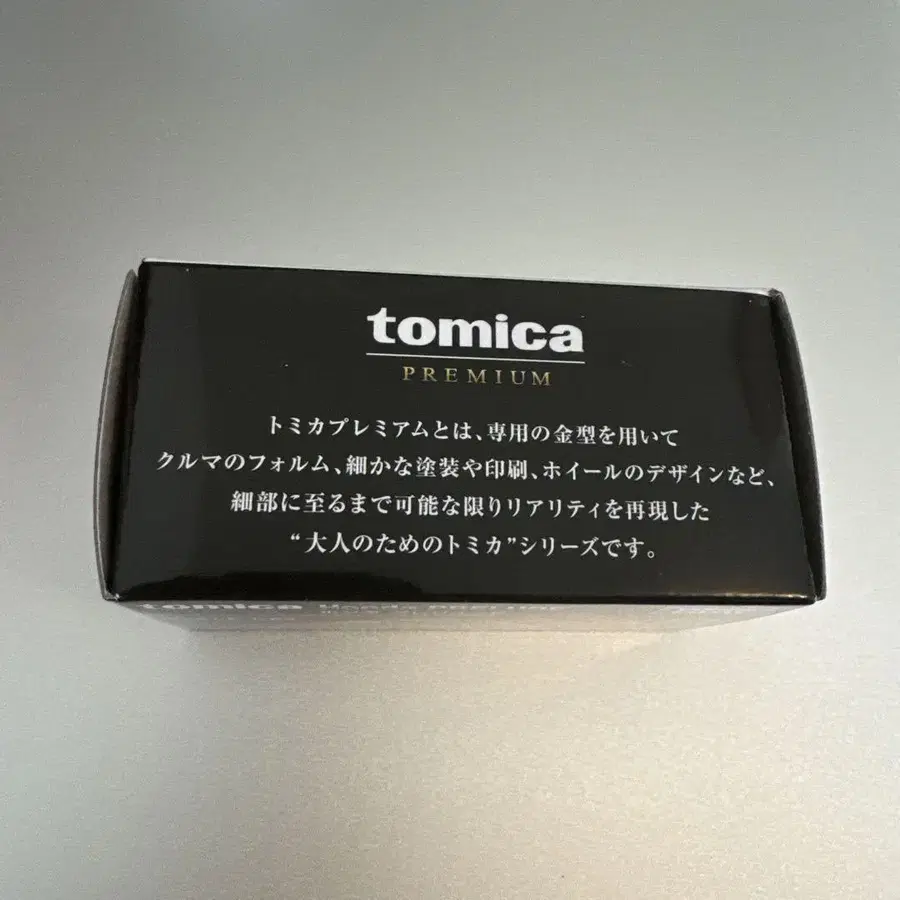 tomica
PREMIUM
トミカプレミアムとは、専用の金型を用いて
クルマのフォルム、細かな塗装や印刷、ホイールのデザインなど、
細部に至るまで可能な限りリアリティを再現した
“大人のためのトミカ”シリーズです。
tomica